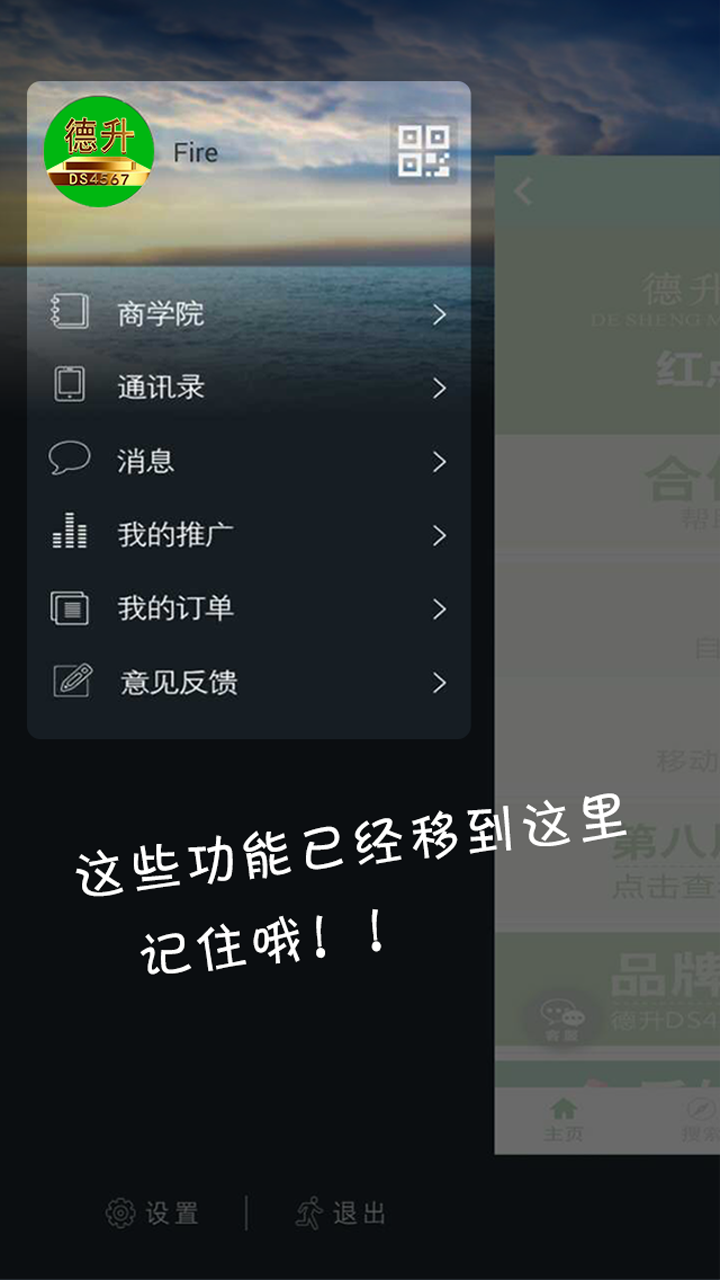 德升
DS4567
Fire
商学院
通讯录
消息
我的推广
我的订单
意见反馈
这些功能已经移到这里
记住哦！！
德升
DE SHENG M
红
合
帮
自
移动
第八
点击查
品牌
德升DS4
客服
主页
搜索
设置
退出